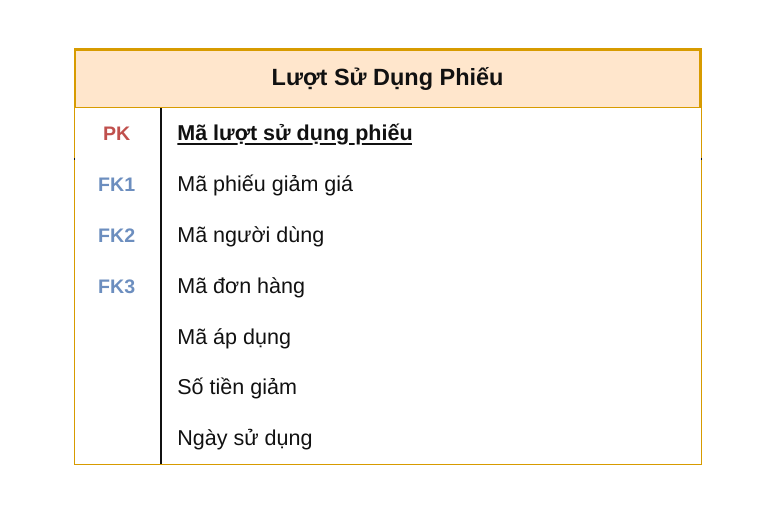 Lượt Sử Dụng Phiếu
PK Mã lượt sử dụng phiếu
FK1 Mã phiếu giảm giá
FK2 Mã người dùng
FK3 Mã đơn hàng
Mã áp dụng
Số tiền giảm
Ngày sử dụng